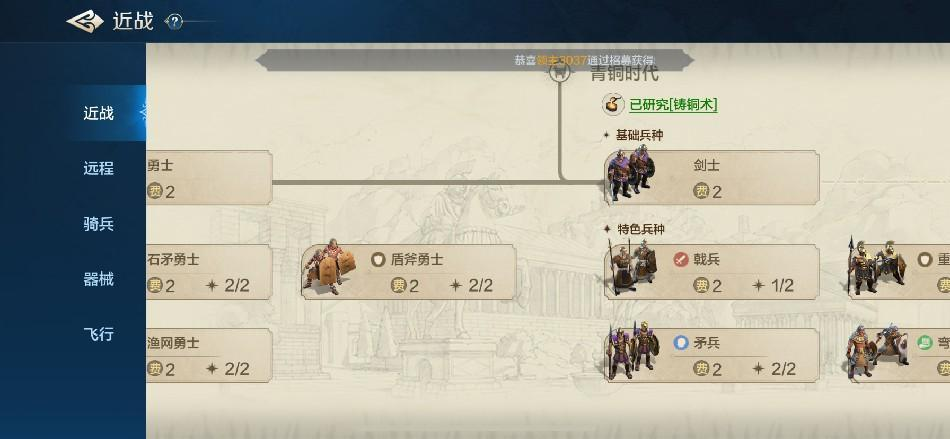 近战 ?
恭喜领主3037通过招募获得
青铜时代
近战
远程
骑兵
器械
飞行
已研究[铸铜术]
基础兵种
勇士
费2
剑士
费2
特色兵种
石矛勇士
费2 2/2
盾斧勇士
费2 2/2
戟兵
费2 1/2
重
费
渔网勇士
费2 2/2
矛兵
费2 2/2
弯
费